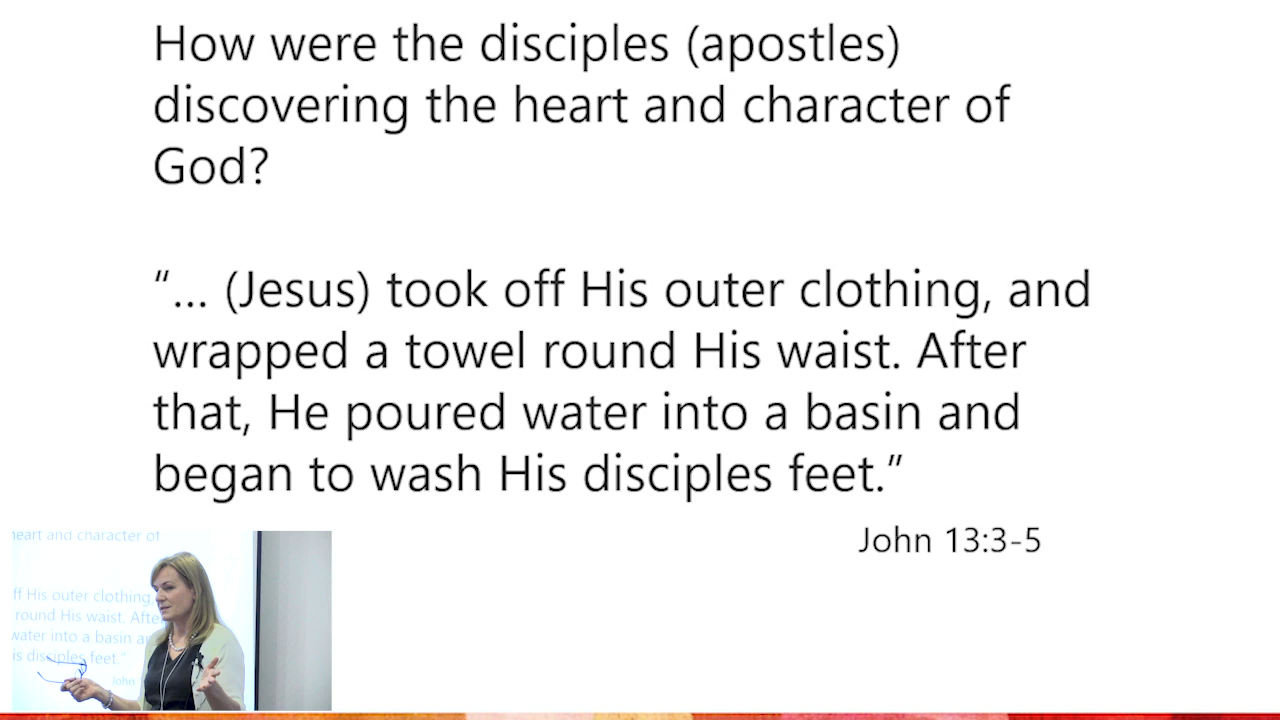 How were the disciples (apostles)
discovering the heart and character of
God?
“... (Jesus) took off His outer clothing, and
wrapped a towel round His waist. After
that, He poured water into a basin and
began to wash His disciples feet.”
John 13:3-5
heart and character of
ff His outer clothing,
round His waist. Afte
water into a basin a
is disciples feet.”
John